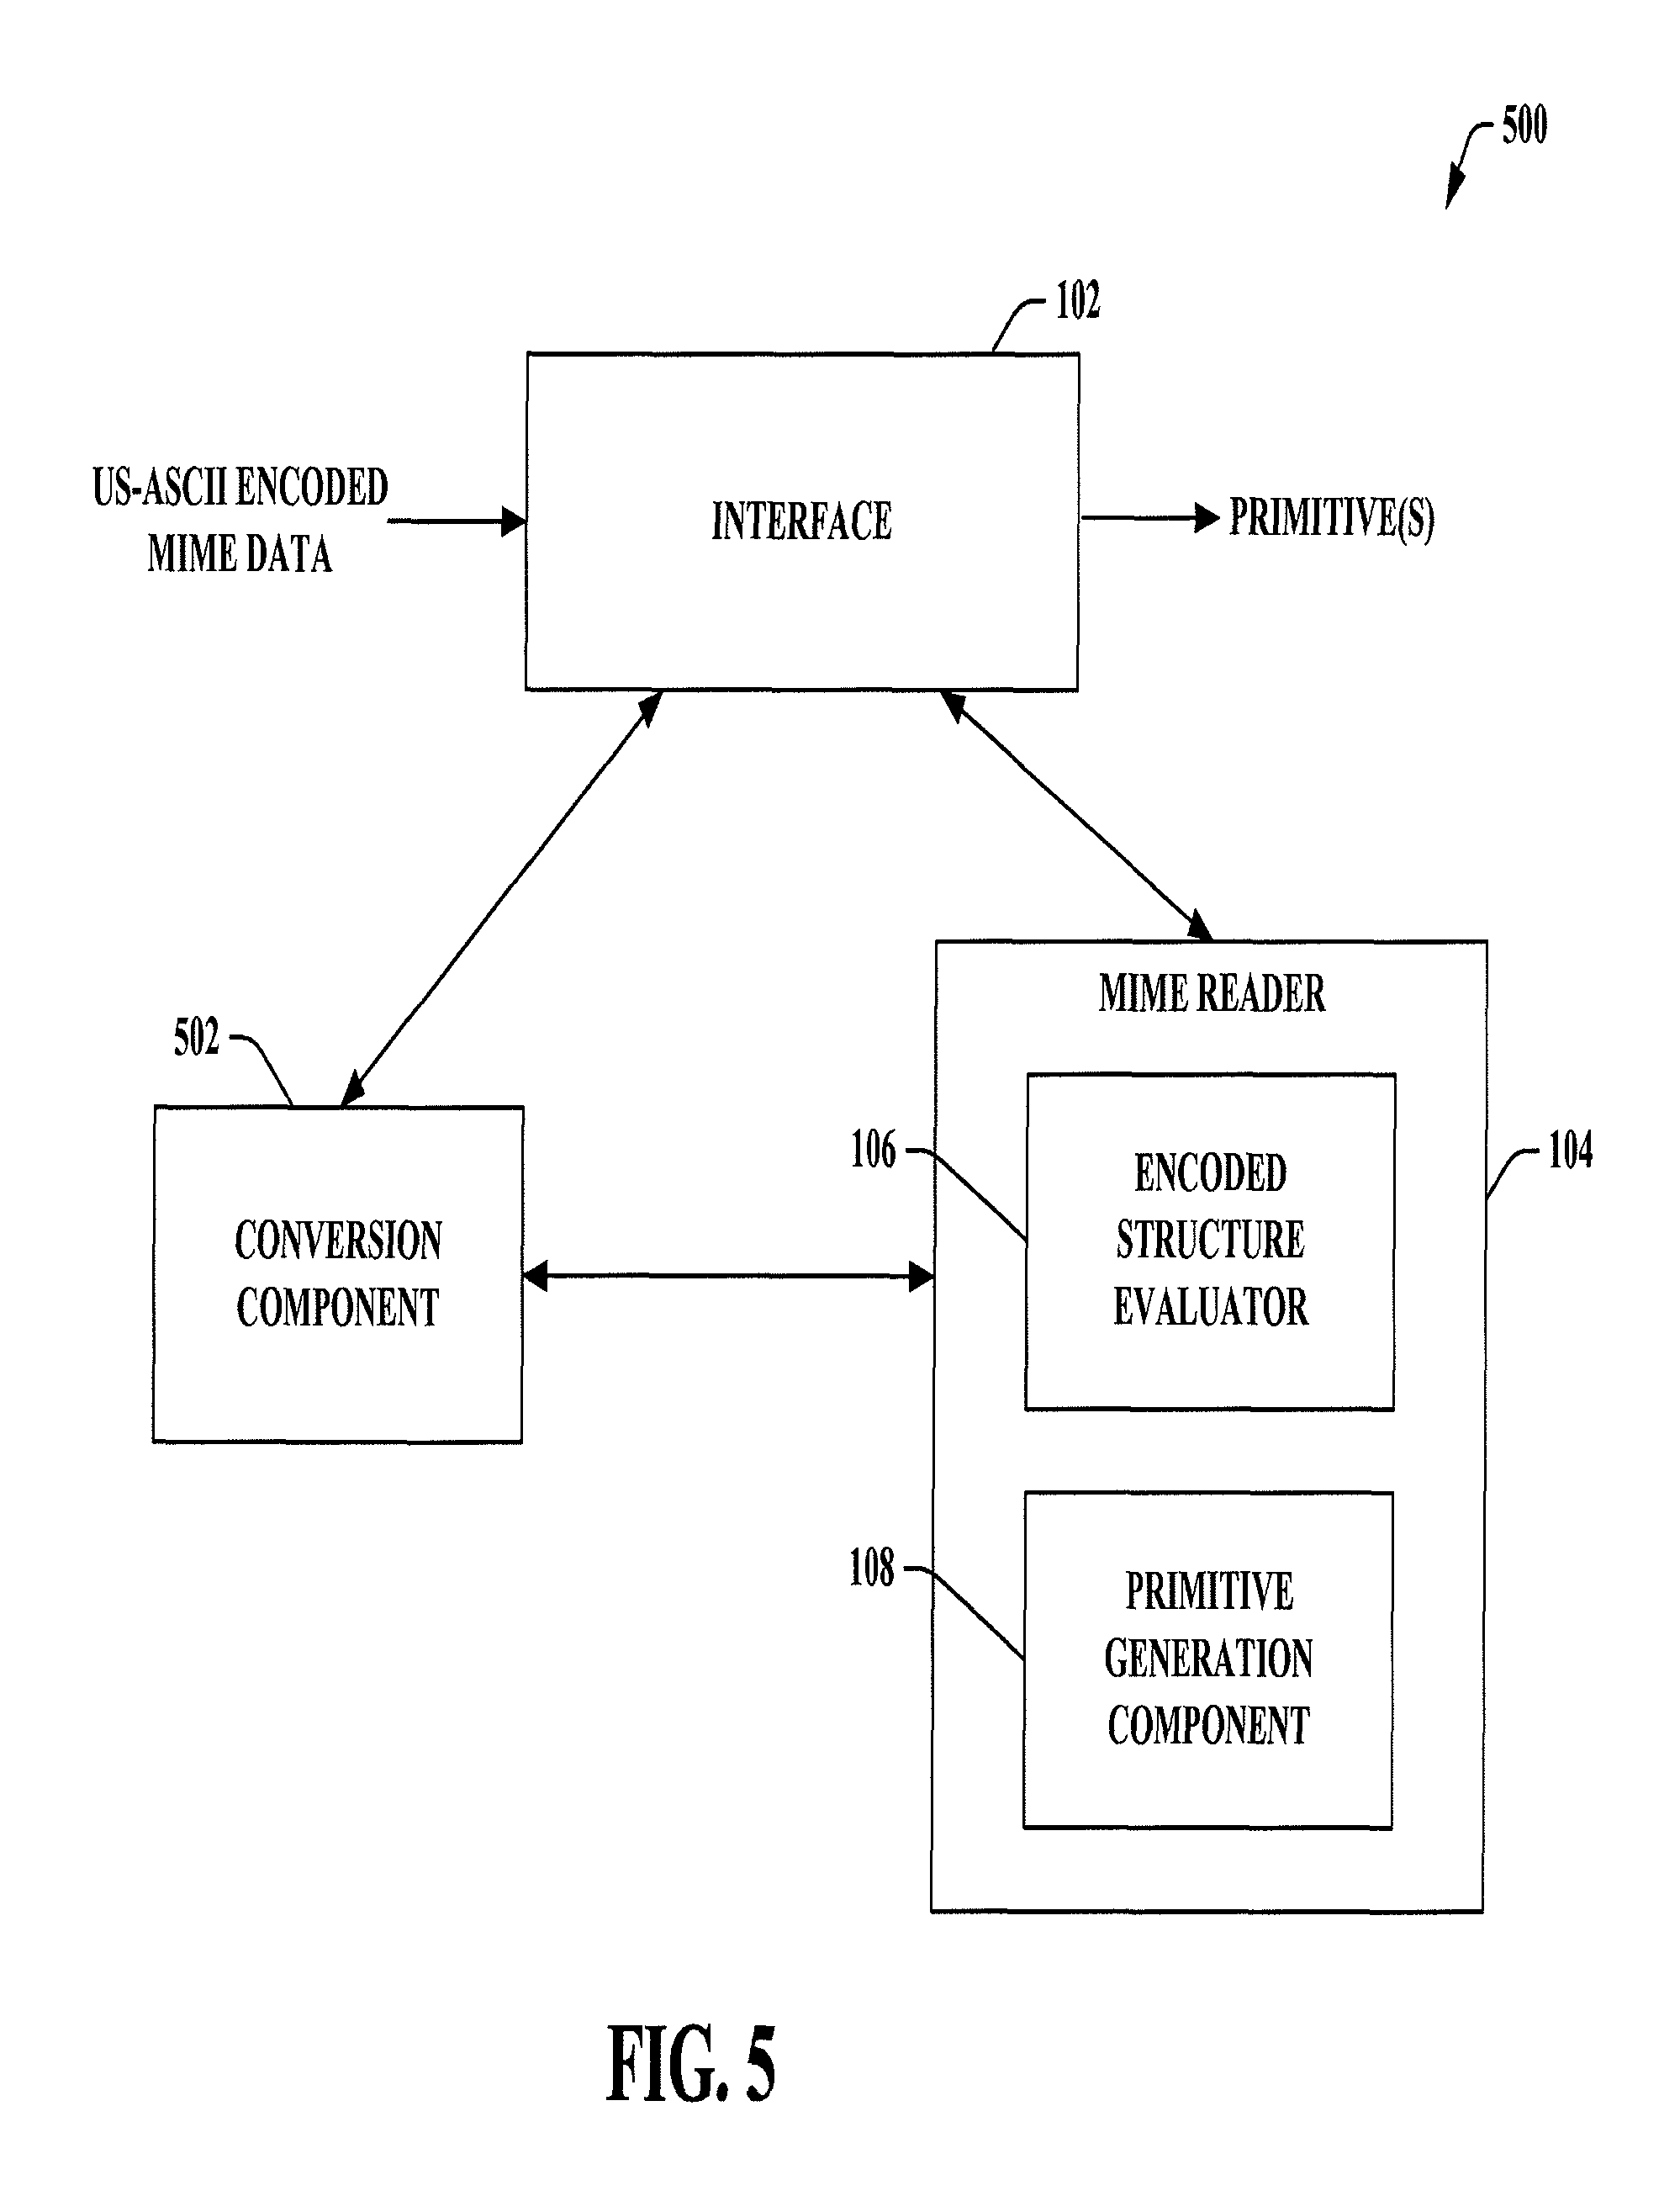 500
102
US-ASCII ENCODED
MIME DATA
INTERFACE
PRIMITIVE(S)
MIME READER
502
106
ENCODED
STRUCTURE
EVALUATOR
104
CONVERSION
COMPONENT
108
PRIMITIVE
GENERATION
COMPONENT
FIG. 5